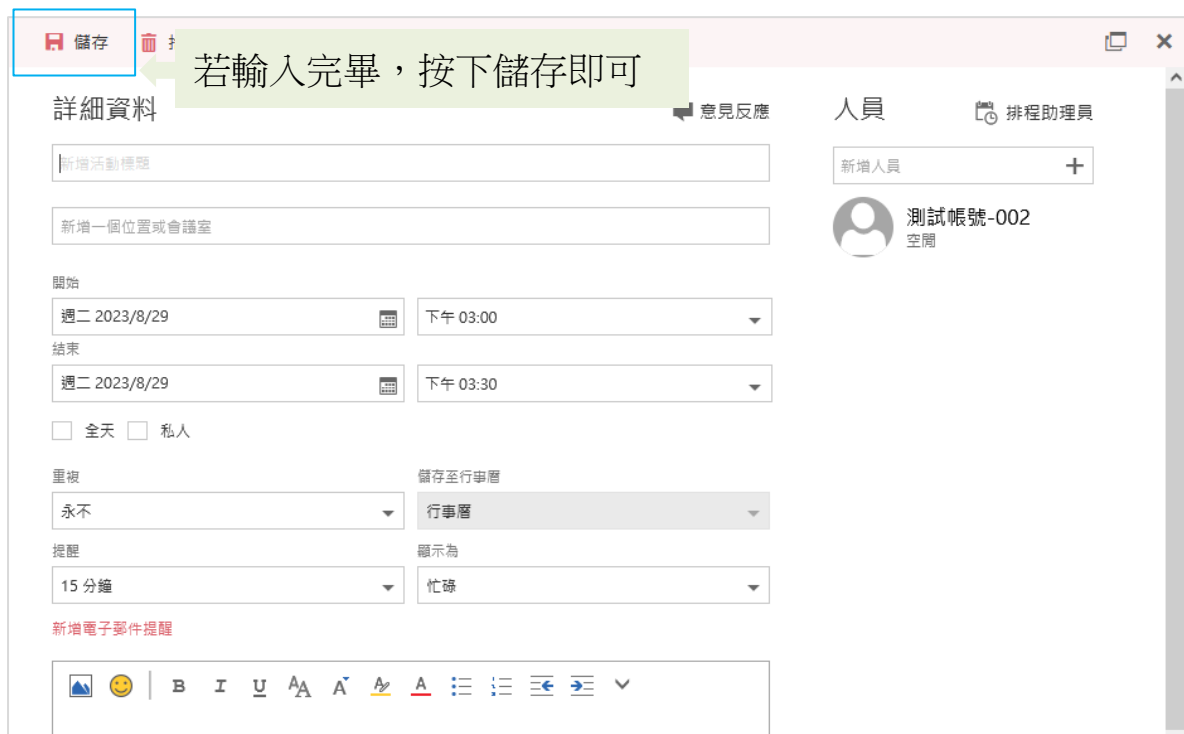 儲存
若輸入完畢，按下儲存即可
詳細資料
意見反應
人員
排程助理員
新增活動標題
新增人員
測試帳號-002
空閒
新增一個位置或會議室
開始
週二 2023/8/29
下午 03:00
結束
週二 2023/8/29
下午 03:30
全天
私人
重複
儲存至行事曆
永不
行事曆
提醒
顯示為
15 分鐘
忙碌
新增電子郵件提醒
B I U AA A A A